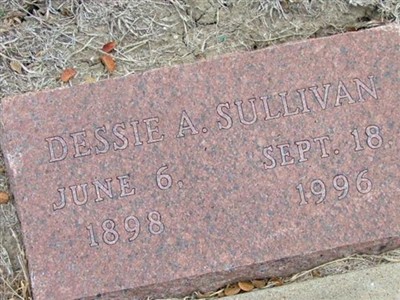 DESSIE A. SULLIVAN
JUNE 6. SEPT. 18.
1898 1996